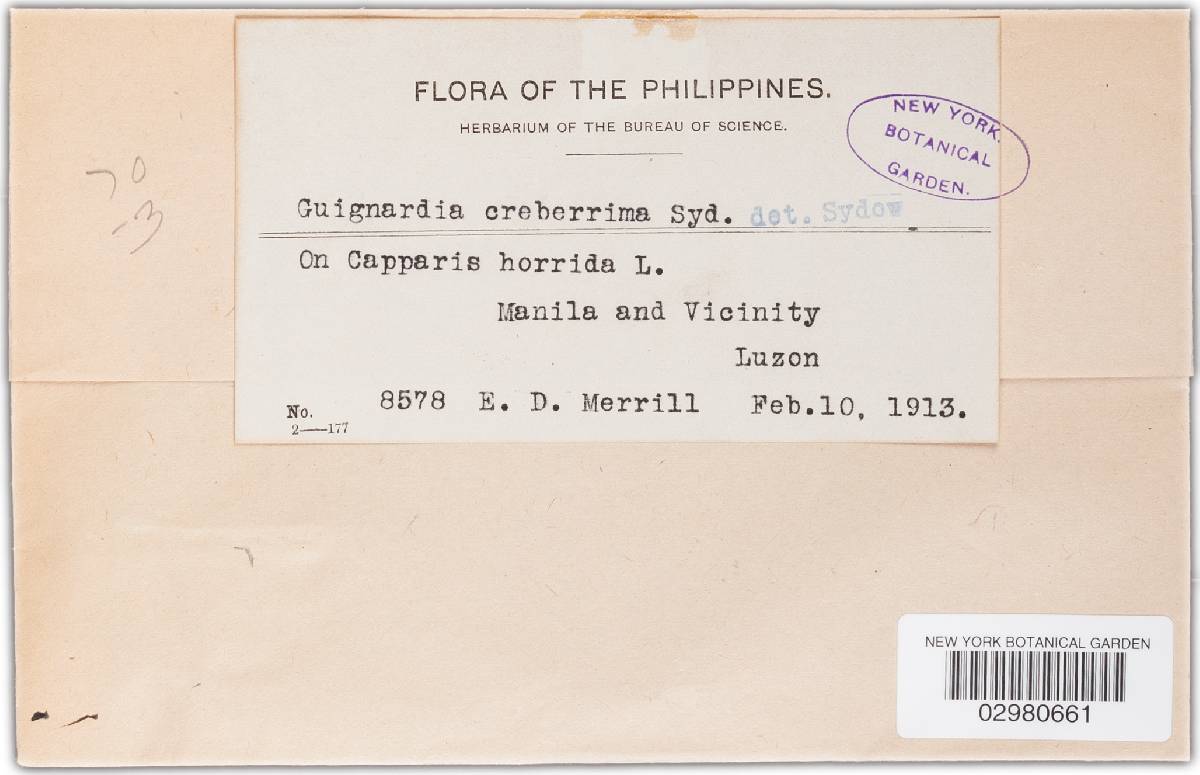 FLORA OF THE PHILIPPINES.
HERBARIUM OF THE BUREAU OF SCIENCE.
NEW YORK
BOTANICAL
GARDEN.
Guignardia creberrima Syd. det. Sydow
On Capparis horrida L.
Manila and Vicinity
Luzon
No. 8578 E. D. Merrill Feb.10, 1913.
2——177
70
-3
NEW YORK BOTANICAL GARDEN
02980661